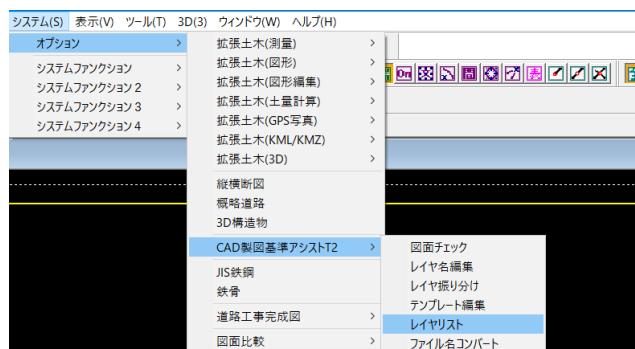 システム(S) 表示(V) ツール(T) 3D(3) ウィンドウ(W) ヘルプ(H)
オプション
システムファンクション
システムファンクション 2
システムファンクション 3
システムファンクション 4
拡張土木(測量)
拡張土木(図形)
拡張土木(図形編集)
拡張土木(土量計算)
拡張土木(GPS写真)
拡張土木(KML/KMZ)
拡張土木(3D)
縦横断図
概略道路
3D構造物
CAD製図基準アシストT2
JIS鉄鋼
鉄骨
道路工事完成図
図面比較
図面チェック
レイヤ名編集
レイヤ振り分け
テンプレート編集
レイヤリスト
ファイル名コンバート
On
表